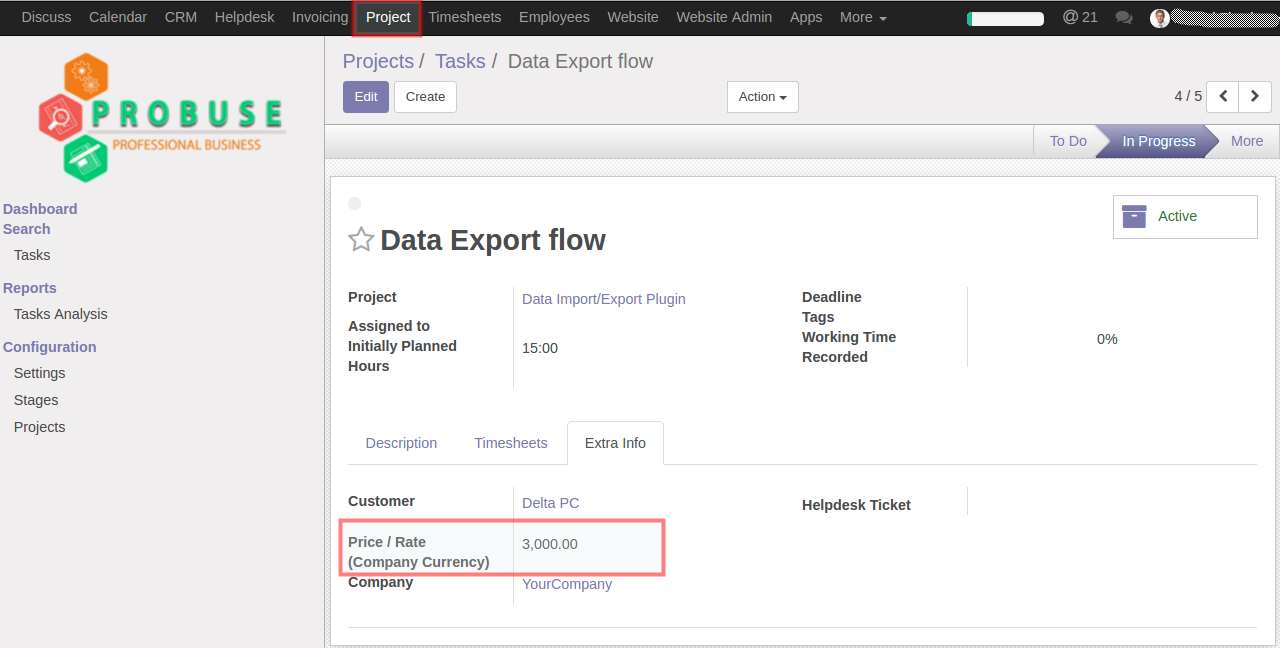 Discuss Calendar CRM Helpdesk Invoicing Project Timesheets Employees Website Website Admin Apps More @ 21
PROBUSE
PROFESSIONAL BUSINESS
Dashboard
Search
Tasks
Reports
Tasks Analysis
Configuration
Settings
Stages
Projects
Projects / Tasks / Data Export flow
Edit Create Action 4 / 5
To Do In Progress More
Active
Data Export flow
Project Data Import/Export Plugin
Assigned to
Initially Planned
Hours
15:00
Deadline
Tags
Working Time
Recorded
0%
Description Timesheets Extra Info
Customer Delta PC
Price / Rate
(Company Currency)
3,000.00
Company YourCompany
Helpdesk Ticket